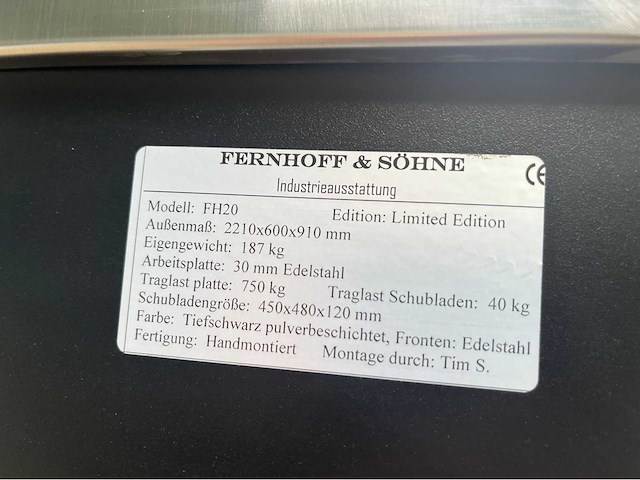 FERNHOFF & SÖHNE
CE
Industrieausstattung
Modell: FH20 Edition: Limited Edition
Außenmaß: 2210x600x910 mm
Eigengewicht: 187 kg
Arbeitsplatte: 30 mm Edelstahl
Traglast platte: 750 kg Traglast Schubladen: 40 kg
Schubladengröße: 450x480x120 mm
Farbe: Tiefschwarz pulverbeschichtet, Fronten: Edelstahl
Fertigung: Handmontiert Montage durch: Tim S.